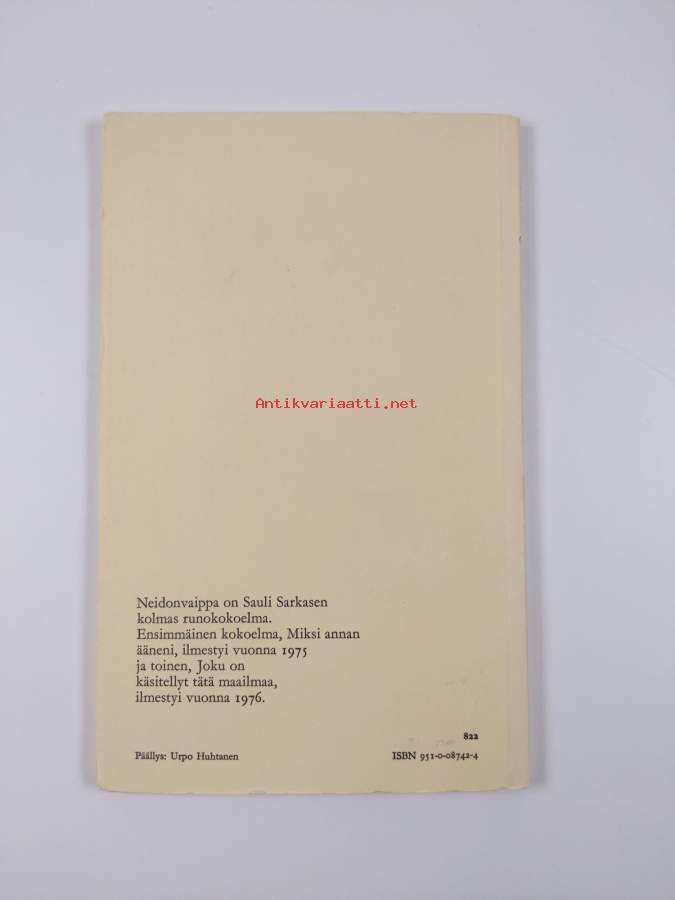 Antikvariaatti.net
Neidonvaippa on Sauli Sarkasen
kolmas runokokoelma.
Ensimmäinen kokoelma, Miksi annan
ääneni, ilmestyi vuonna 1975
ja toinen, Joku on
käsitellyt tätä maailmaa,
ilmestyi vuonna 1976.
822
Päällys: Urpo Huhtanen ISBN 951-0-08742-4